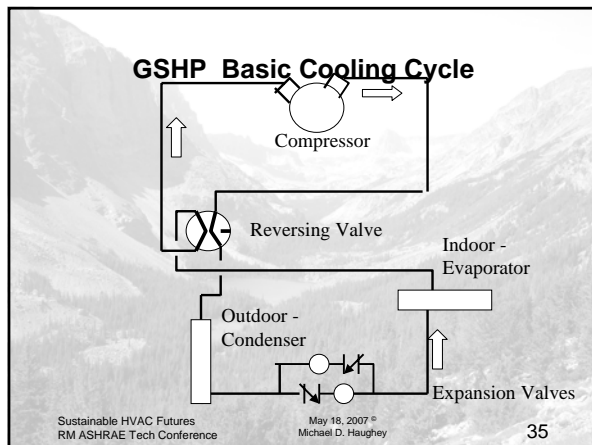 GSHP Basic Cooling Cycle
Compressor
Reversing Valve
Indoor -
Evaporator
Outdoor -
Condenser
Expansion Valves
Sustainable HVAC Futures
RM ASHRAE Tech Conference
May 18, 2007 ©
Michael D. Haughey
35